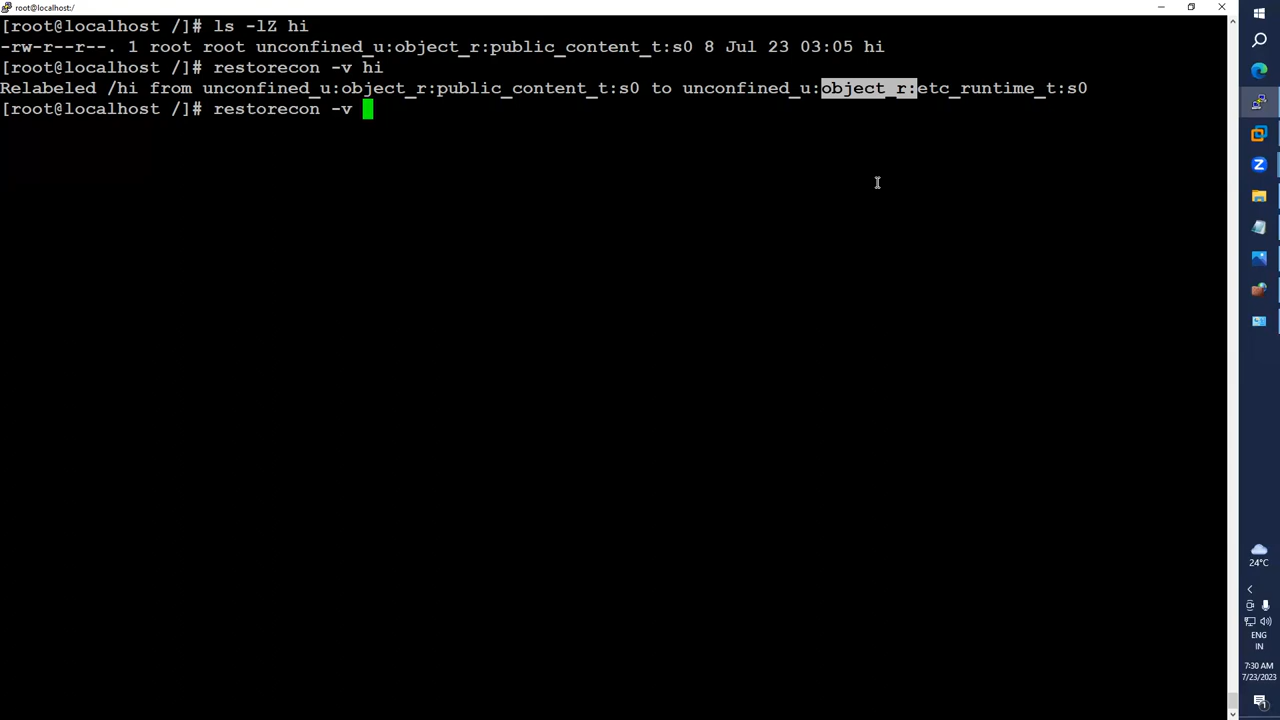 root@localhost:/
[root@localhost /]# ls -lZ hi
-rw-r--r--. 1 root root unconfined_u:object_r:public_content_t:s0 8 Jul 23 03:05 hi
[root@localhost /]# restorecon -v hi
Relabeled /hi from unconfined_u:object_r:public_content_t:s0 to unconfined_u:object_r:etc_runtime_t:s0
[root@localhost /]# restorecon -v
24°C
ENG
IN
7:30 AM
7/23/2023